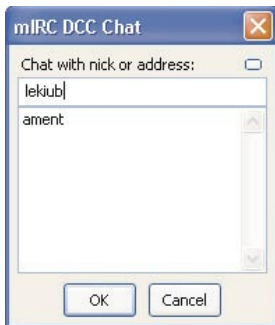 mIRC DCC Chat
Chat with nick or address:
lekiub
ament
OK Cancel